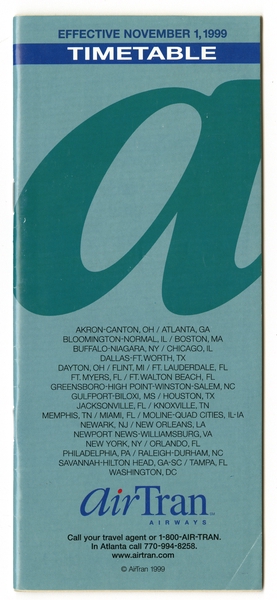 EFFECTIVE NOVEMBER 1, 1999
TIMETABLE
a
AKRON-CANTON, OH / ATLANTA, GA
BLOOMINGTON-NORMAL, IL / BOSTON, MA
BUFFALO-NIAGARA, NY / CHICAGO, IL
DALLAS-FT.WORTH, TX
DAYTON, OH / FLINT, MI / FT. LAUDERDALE, FL
FT. MYERS, FL / FT.WALTON BEACH, FL
GREENSBORO-HIGH POINT-WINSTON-SALEM, NC
GULFPORT-BILOXI, MS / HOUSTON, TX
JACKSONVILLE, FL / KNOXVILLE, TN
MEMPHIS, TN / MIAMI, FL / MOLINE-QUAD CITIES, IL-IA
NEWARK, NJ / NEW ORLEANS, LA
NEWPORT NEWS-WILLIAMSBURG, VA
NEW YORK, NY / ORLANDO, FL
PHILADELPHIA, PA / RALEIGH-DURHAM, NC
SAVANNAH-HILTON HEAD, GA-SC / TAMPA, FL
WASHINGTON, DC
airTran
AIRWAYS
Call your travel agent or 1-800-AIR-TRAN.
In Atlanta call 770-994-8258.
www.airtran.com
© AirTran 1999